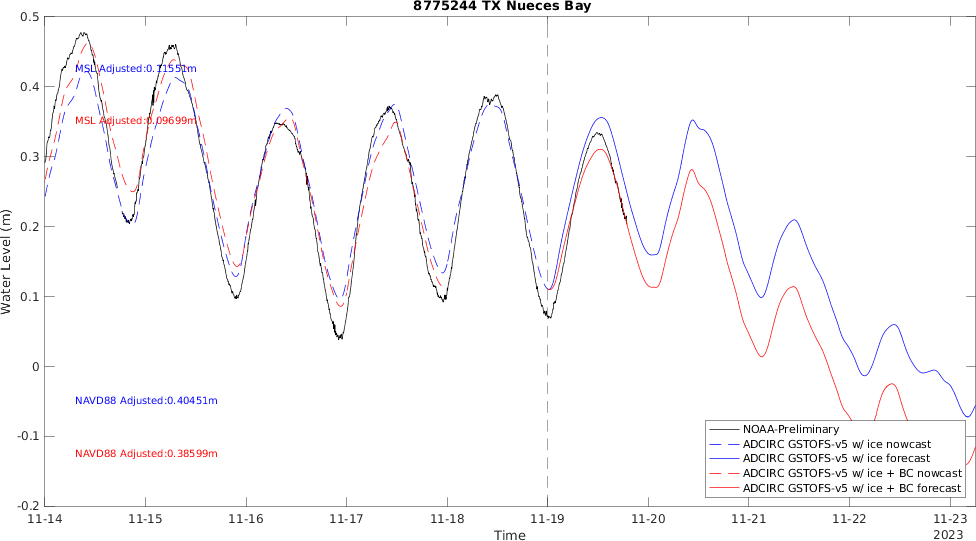 8775244 TX Nueces Bay
Water Level (m)
0.5
0.4
0.3
0.2
0.1
0
-0.1
-0.2
MSL Adjusted:0.11551m
MSL Adjusted:0.09699m
NAVD88 Adjusted:0.40451m
NAVD88 Adjusted:0.38599m
NOAA-Preliminary
ADCIRC GSTOFS-v5 w/ ice nowcast
ADCIRC GSTOFS-v5 w/ ice forecast
ADCIRC GSTOFS-v5 w/ ice + BC nowcast
ADCIRC GSTOFS-v5 w/ ice + BC forecast
11-14 11-15 11-16 11-17 11-18 11-19 11-20 11-21 11-22 11-23
Time
2023